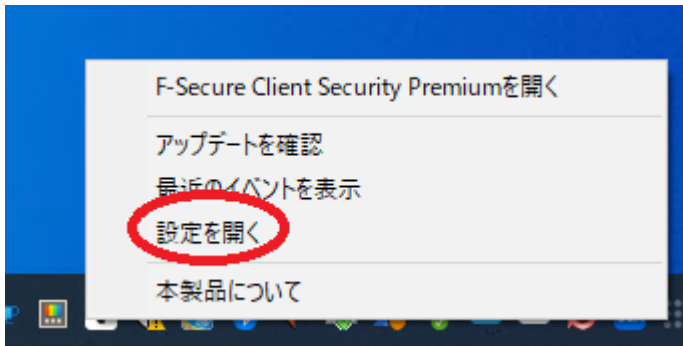 F-Secure Client Security Premiumを開く
アップデートを確認
最近のイベントを表示
設定を開く
本製品について